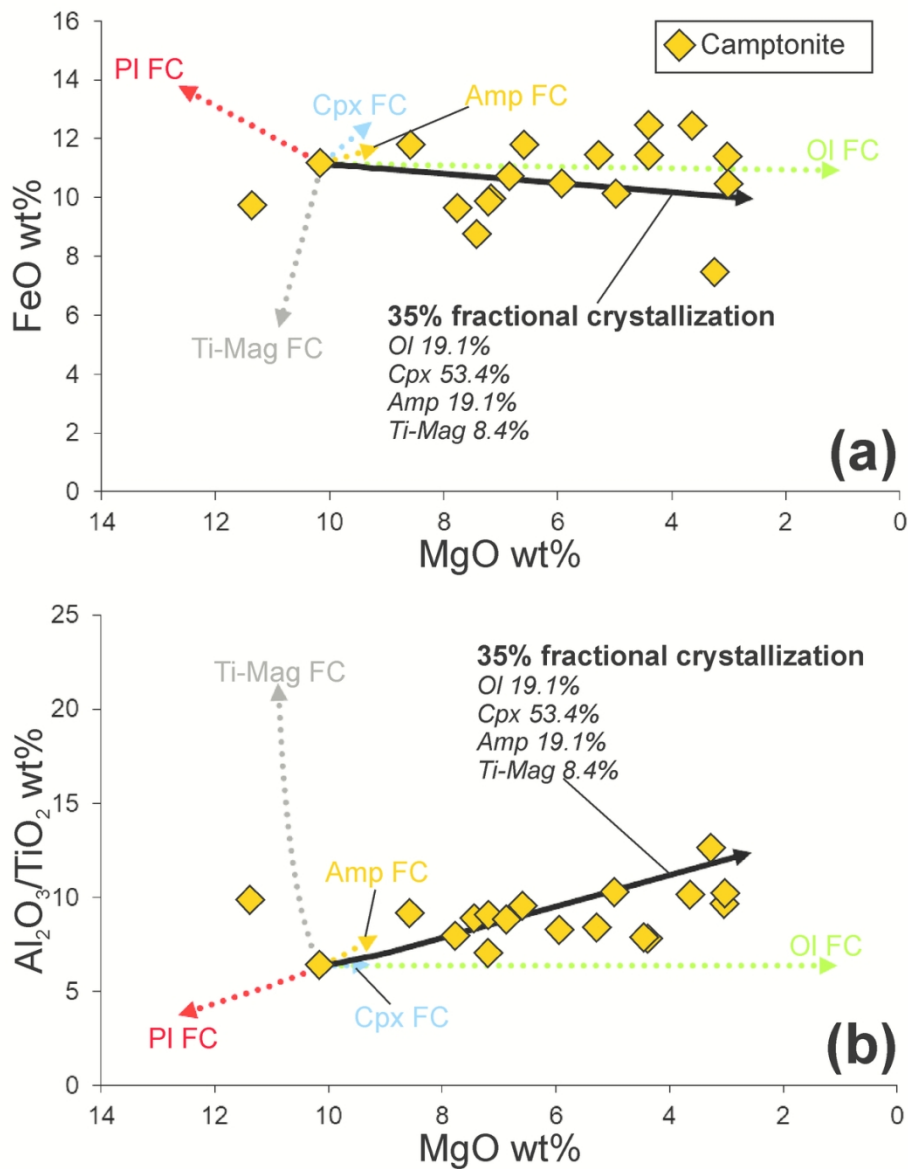 16
14
12
10
8
6
4
2
0
FeO wt%
Camptonite
Pl FC
Cpx FC
Amp FC
Ol FC
Ti-Mag FC
35% fractional crystallization
Ol 19.1%
Cpx 53.4%
Amp 19.1%
Ti-Mag 8.4%
(a)
14 12 10 8 6 4 2 0
MgO wt%
25
20
15
10
5
0
Al₂O₃/TiO₂ wt%
Ti-Mag FC
35% fractional crystallization
Ol 19.1%
Cpx 53.4%
Amp 19.1%
Ti-Mag 8.4%
Amp FC
Ol FC
Cpx FC
Pl FC
(b)
14 12 10 8 6 4 2 0
MgO wt%